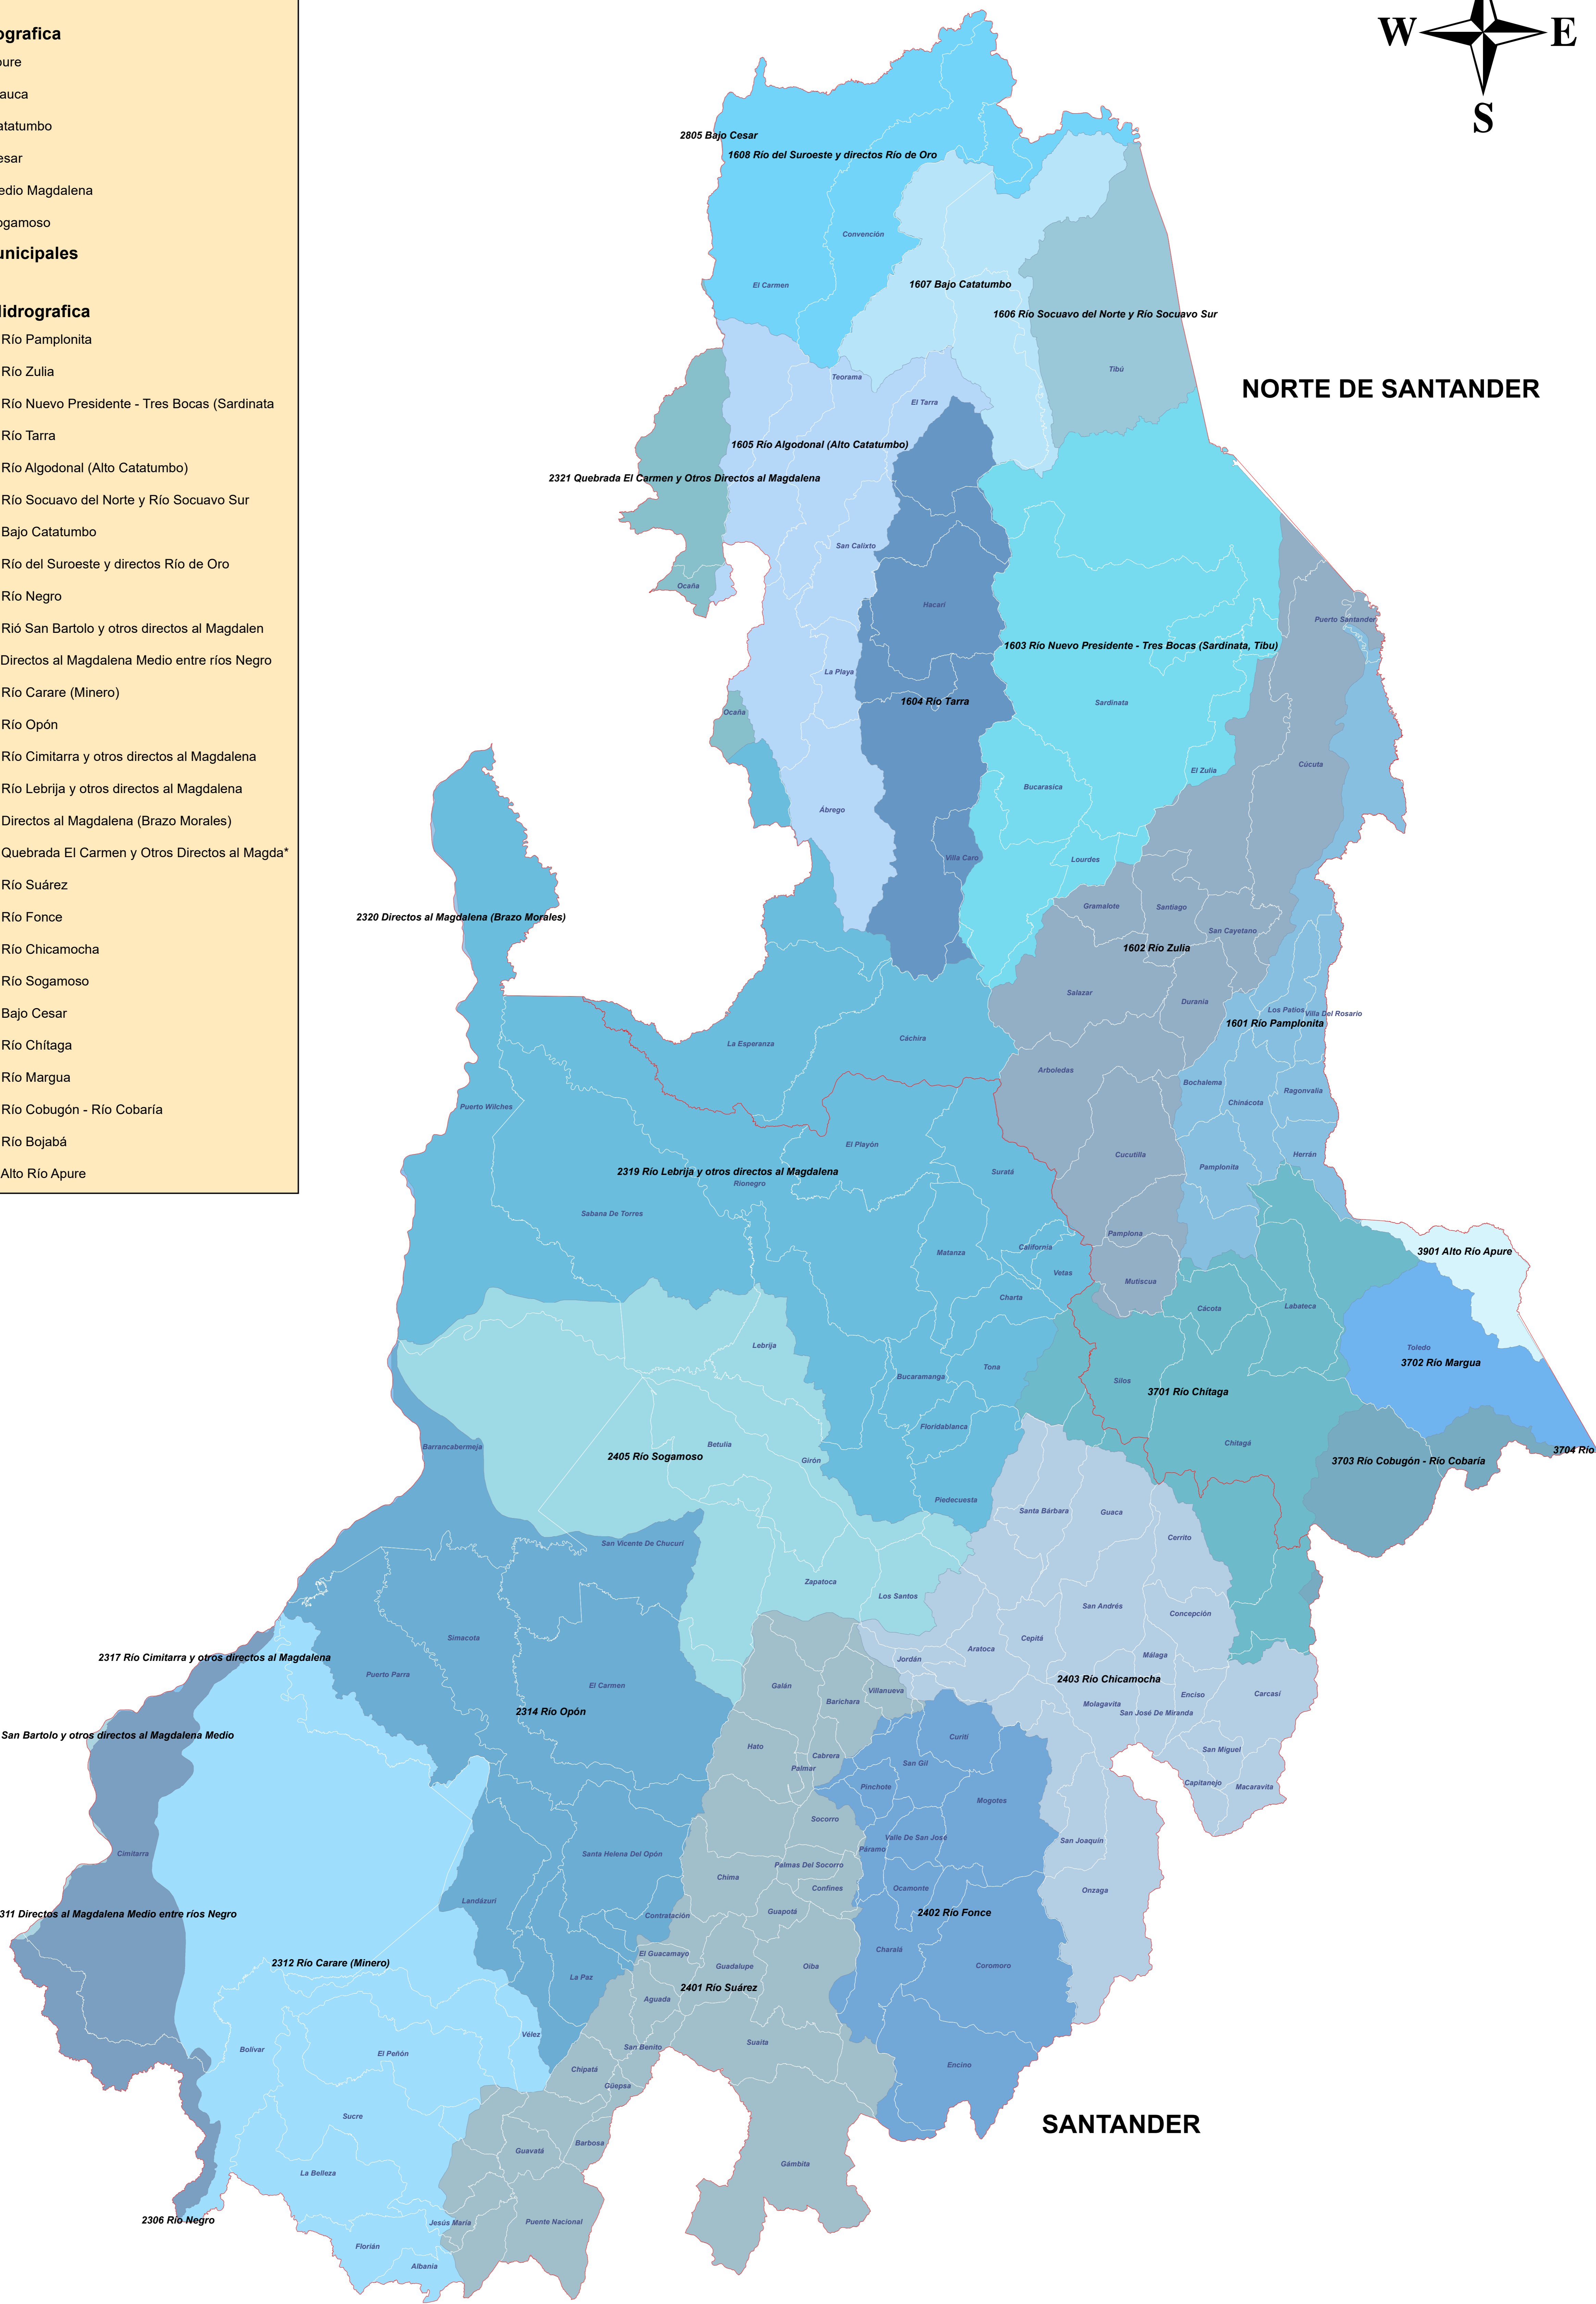 ografica
oure
auca
atatumbo
esar
edio Magdalena
ogamoso
unicipales
Hidrografica
Río Pamplonita
Río Zulia
Río Nuevo Presidente - Tres Bocas (Sardinata
Río Tarra
Río Algodonal (Alto Catatumbo)
Río Socuavo del Norte y Río Socuavo Sur
Bajo Catatumbo
Río del Suroeste y directos Río de Oro
Río Negro
Rió San Bartolo y otros directos al Magdalen
Directos al Magdalena Medio entre ríos Negro
Río Carare (Minero)
Río Opón
Río Cimitarra y otros directos al Magdalena
Río Lebrija y otros directos al Magdalena
Directos al Magdalena (Brazo Morales)
Quebrada El Carmen y Otros Directos al Magda*
Río Suárez
Río Fonce
Río Chicamocha
Río Sogamoso
Bajo Cesar
Río Chítaga
Río Margua
Río Cobugón - Río Cobaría
Río Bojabá
Alto Río Apure
W E
S
2805 Bajo Cesar
1608 Río del Suroeste y directos Río de Oro
Convención
El Carmen
1607 Bajo Catatumbo
1606 Río Socuavo del Norte y Río Socuavo Sur
Tibú
Teorama
NORTE DE SANTANDER
El Tarra
1605 Río Algodonal (Alto Catatumbo)
2321 Quebrada El Carmen y Otros Directos al Magdalena
San Calixto
Ocaña
Hacarí
Puerto Santander
1603 Río Nuevo Presidente - Tres Bocas (Sardinata, Tibu)
La Playa
1604 Río Tarra
Sardinata
Ocaña
Cúcuta
El Zulia
Bucarasica
Ábrego
Villa Caro
Lourdes
Gramalote
Santiago
2320 Directos al Magdalena (Brazo Morales)
San Cayetano
1602 Río Zulia
Salazar
Durania
Los Patios
Villa Del Rosario
1601 Río Pamplonita
Cáchira
La Esperanza
Arboledas
Bochalema
Ragonvalia
Chinácota
Puerto Wilches
El Playón
Cucutilla
Herrán
Pamplonita
2319 Río Lebrija y otros directos al Magdalena
Suratá
Rionegro
Sabana De Torres
Pamplona
California
Matanza
3901 Alto Río Apure
Vetas
Mutiscua
Charta
Cácota
Labateca
Lebrija
Toledo
3702 Río Margua
Tona
Bucaramanga
Silos
3701 Río Chítaga
Floridablanca
Chitagá
Betulia
Barrancabermeja
3704 Río
2405 Río Sogamoso
Girón
3703 Río Cobugón - Río Cobaría
Piedecuesta
Santa Bárbara
Guaca
Cerrito
San Vicente De Chucurí
Zapatoca
Los Santos
San Andrés
Concepción
Simacota
Cepitá
Aratoca
Málaga
2317 Río Cimitarra y otros directos al Magdalena
Jordán
Puerto Parra
2403 Río Chicamocha
El Carmen
Galán
Villanueva
Enciso
Carcasí
Barichara
Molagavita
2314 Río Opón
San José De Miranda
San Bartolo y otros directos al Magdalena Medio
Curití
Hato
Cabrera
San Miguel
San Gil
Palmar
Capitanejo
Macaravita
Pinchote
Mogotes
Socorro
Valle De San José
San Joaquín
Páramo
Cimitarra
Santa Helena Del Opón
Palmas Del Socorro
Chima
Confines
Ocamonte
Onzaga
Landázuri
Guapotá
2402 Río Fonce
311 Directos al Magdalena Medio entre ríos Negro
Contratación
Charalá
El Guacamayo
2312 Río Carare (Minero)
Guadalupe
Oiba
Coromoro
La Paz
2401 Río Suárez
Aguada
Vélez
Suaita
San Benito
Bolívar
El Peñón
Encino
Chipatá
Güepsa
Sucre
SANTANDER
Barbosa
Guavatá
Gámbita
La Belleza
2306 Río Negro
Jesús María
Puente Nacional
Florián
Albania